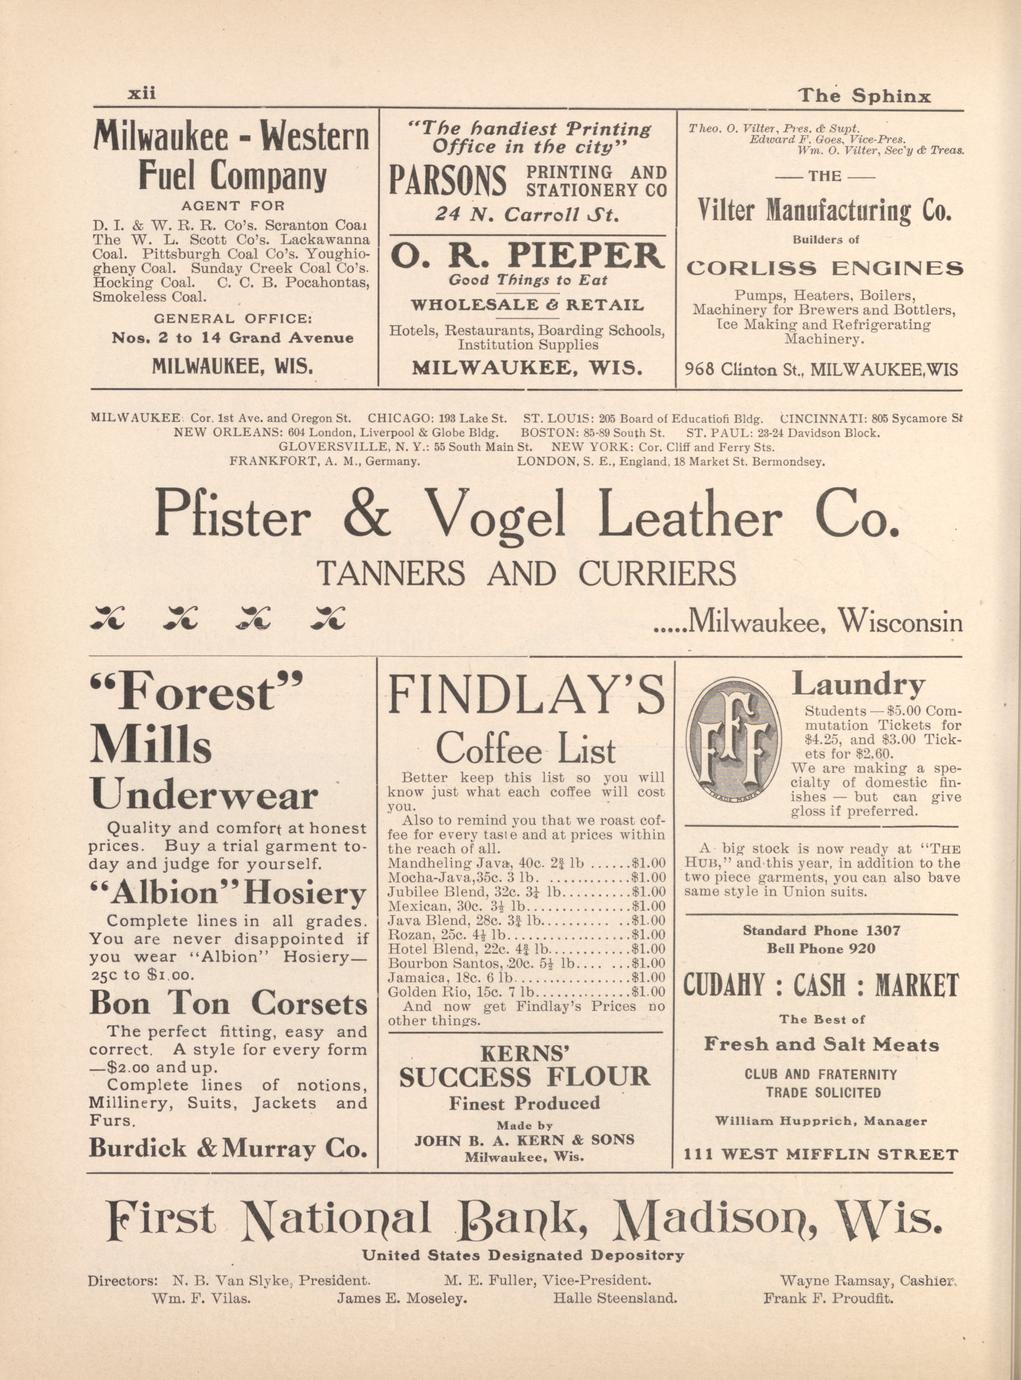 xii
The Sphinx
Milwaukee - Western
Fuel Company
AGENT FOR
D. I. & W. R. R. Co's. Scranton Coal
The W. L. Scott Co's. Lackawanna
Coal. Pittsburgh Coal Co's. Youghio-
gheny Coal. Sunday Creek Coal Co's.
Hocking Coal. C. C. B. Pocahontas,
Smokeless Coal.
GENERAL OFFICE:
Nos. 2 to 14 Grand Avenue
MILWAUKEE, WIS.
"The handiest Printing
Office in the city"
PARSONS PRINTING AND
STATIONERY CO
24 N. Carroll St.
O. R. PIEPER
Good Things to Eat
WHOLESALE & RETAIL
Hotels, Restaurants, Boarding Schools,
Institution Supplies
MILWAUKEE, WIS.
Theo. O. Vilter, Pres. & Supt.
Edward F. Goes, Vice-Pres.
Wm. O. Vilter, Sec'y & Treas.
— THE —
Vilter Manufacturing Co.
Builders of
CORLISS ENGINES
Pumps, Heaters, Boilers,
Machinery for Brewers and Bottlers,
Ice Making and Refrigerating
Machinery.
968 Clinton St., MILWAUKEE, WIS
MILWAUKEE: Cor. 1st Ave. and Oregon St. CHICAGO: 193 Lake St. ST. LOUIS: 205 Board of Education Bldg. CINCINNATI: 805 Sycamore St
NEW ORLEANS: 604 London, Liverpool & Globe Bldg. BOSTON: 85-89 South St. ST. PAUL: 23-24 Davidson Block.
GLOVERSVILLE, N. Y.: 55 South Main St. NEW YORK: Cor. Cliff and Ferry Sts.
FRANKFORT, A. M., Germany. LONDON, S. E., England, 18 Market St. Bermondsey.
Pfister & Vogel Leather Co.
TANNERS AND CURRIERS
.....Milwaukee, Wisconsin
"Forest"
Mills
Underwear
Quality and comfort at honest
prices. Buy a trial garment to-
day and judge for yourself.
"Albion" Hosiery
Complete lines in all grades.
You are never disappointed if
you wear "Albion" Hosiery—
25c to $1.00.
Bon Ton Corsets
The perfect fitting, easy and
correct. A style for every form
—$2.00 and up.
Complete lines of notions,
Millinery, Suits, Jackets and
Furs.
Burdick & Murray Co.
FINDLAY'S
Coffee List
Better keep this list so you will
know just what each coffee will cost
you.
Also to remind you that we roast cof-
fee for every taste and at prices within
the reach of all.
Mandheling Java, 40c. 2¾ lb ......$1.00
Mocha-Java, 35c. 3 lb. ............$1.00
Jubilee Blend, 32c. 3¼ lb..........$1.00
Mexican, 30c. 3½ lb...............$1.00
Java Blend, 28c. 3¾ lb........... ..$1.00
Rozan, 25c. 4½ lb.................$1.00
Hotel Blend, 22c. 4¾ lb...........$1.00
Bourbon Santos, 20c. 5½ lb.... ...$1.00
Jamaica, 18c. 6 lb................$1.00
Golden Rio, 15c. 7 lb.............$1.00
And now get Findlay's Prices no
other things.
KERNS'
SUCCESS FLOUR
Finest Produced
Made by
JOHN B. A. KERN & SONS
Milwaukee, Wis.
FFF
TRADE MARK
Laundry
Students — $5.00 Com-
mutation Tickets for
$4.25, and $3.00 Tick-
ets for $2.60.
We are making a spe-
cialty of domestic fin-
ishes — but can give
gloss if preferred.
A big stock is now ready at "THE
HUB," and this year, in addition to the
two piece garments, you can also have
same style in Union suits.
Standard Phone 1307
Bell Phone 920
CUDAHY : CASH : MARKET
The Best of
Fresh and Salt Meats
CLUB AND FRATERNITY
TRADE SOLICITED
William Hupprich, Manager
111 WEST MIFFLIN STREET
First National Bank, Madison, Wis.
United States Designated Depository
Directors: N. B. Van Slyke, President. M. E. Fuller, Vice-President. Wayne Ramsay, Cashier.
Wm. F. Vilas. James E. Moseley. Halle Steensland. Frank F. Proudfit.